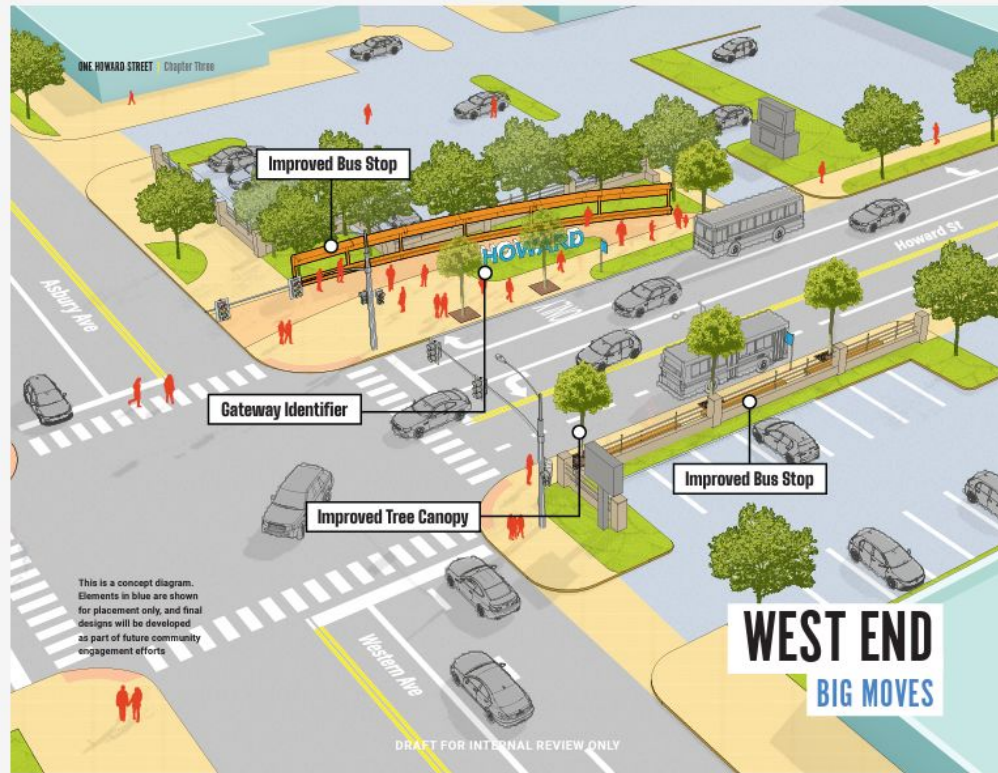 ONE HOWARD STREET | Chapter Three
Improved Bus Stop
HOWARD
Howard St
Asbury Ave
ONLY
Gateway Identifier
Improved Bus Stop
Improved Tree Canopy
This is a concept diagram.
Elements in blue are shown
for placement only, and final
designs will be developed
as part of future community
engagement efforts
Western Ave
WEST END
BIG MOVES
DRAFT FOR INTERNAL REVIEW ONLY